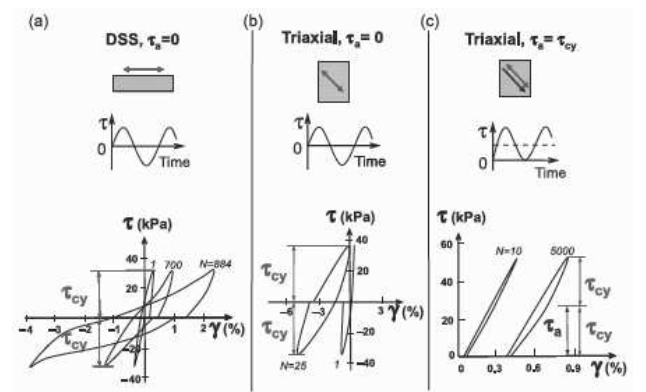 (a)
DSS, τa=0
τ
0
Time
τ (kPa)
40
20
1 700 N=884
τcy
-4 -3 -1 1 2 γ (%)
τcy
-20
-40
(b)
Triaxial, τa= 0
τ
0
Time
τ (kPa)
40
20
τcy
-6 -3 3
γ (%)
τcy
-20
N=25 1
-40
(c)
Triaxial, τa= τcy
τ
0
Time
τ (kPa)
60
N=10 5000
40
τcy
20
τa τcy
0
0 0.3 0.6 0.9
γ (%)